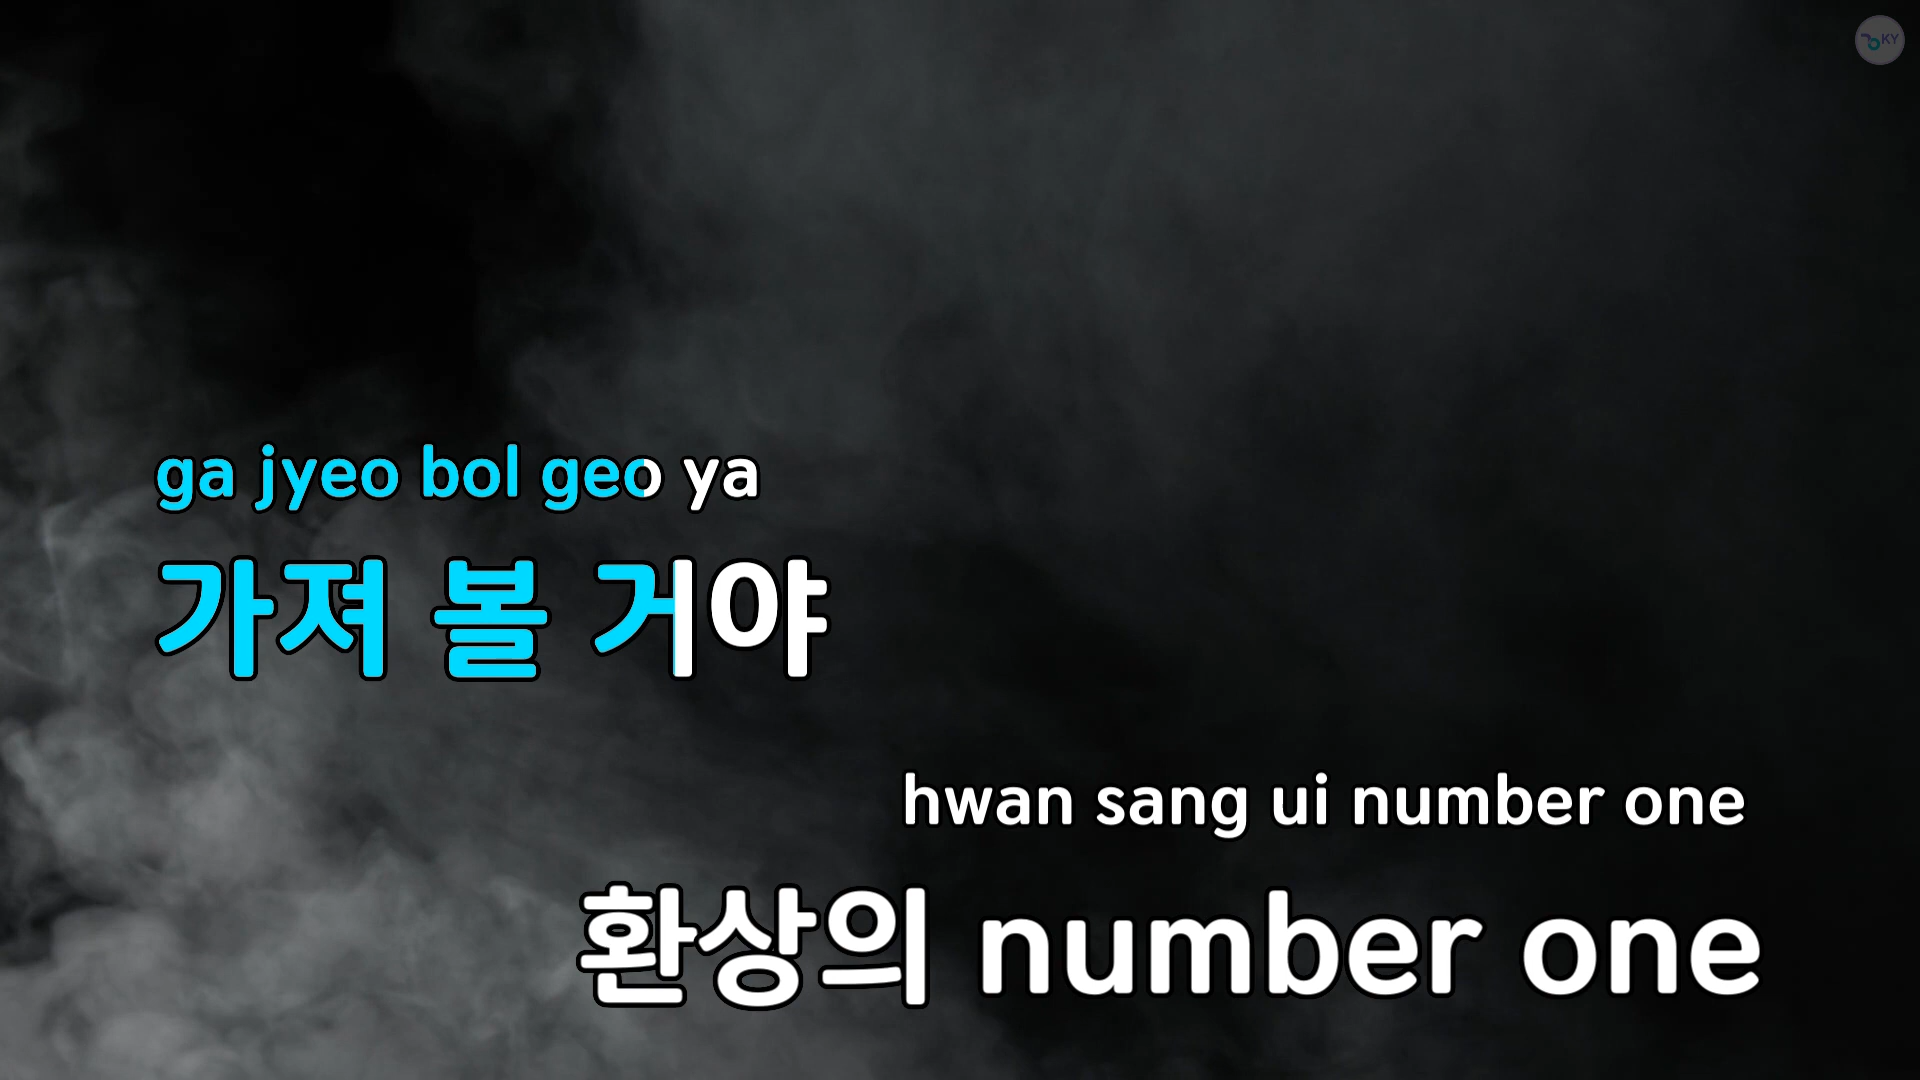 KY
ga jyeo bol geo ya
가져 볼 거야
hwan sang ui number one
환상의 number one